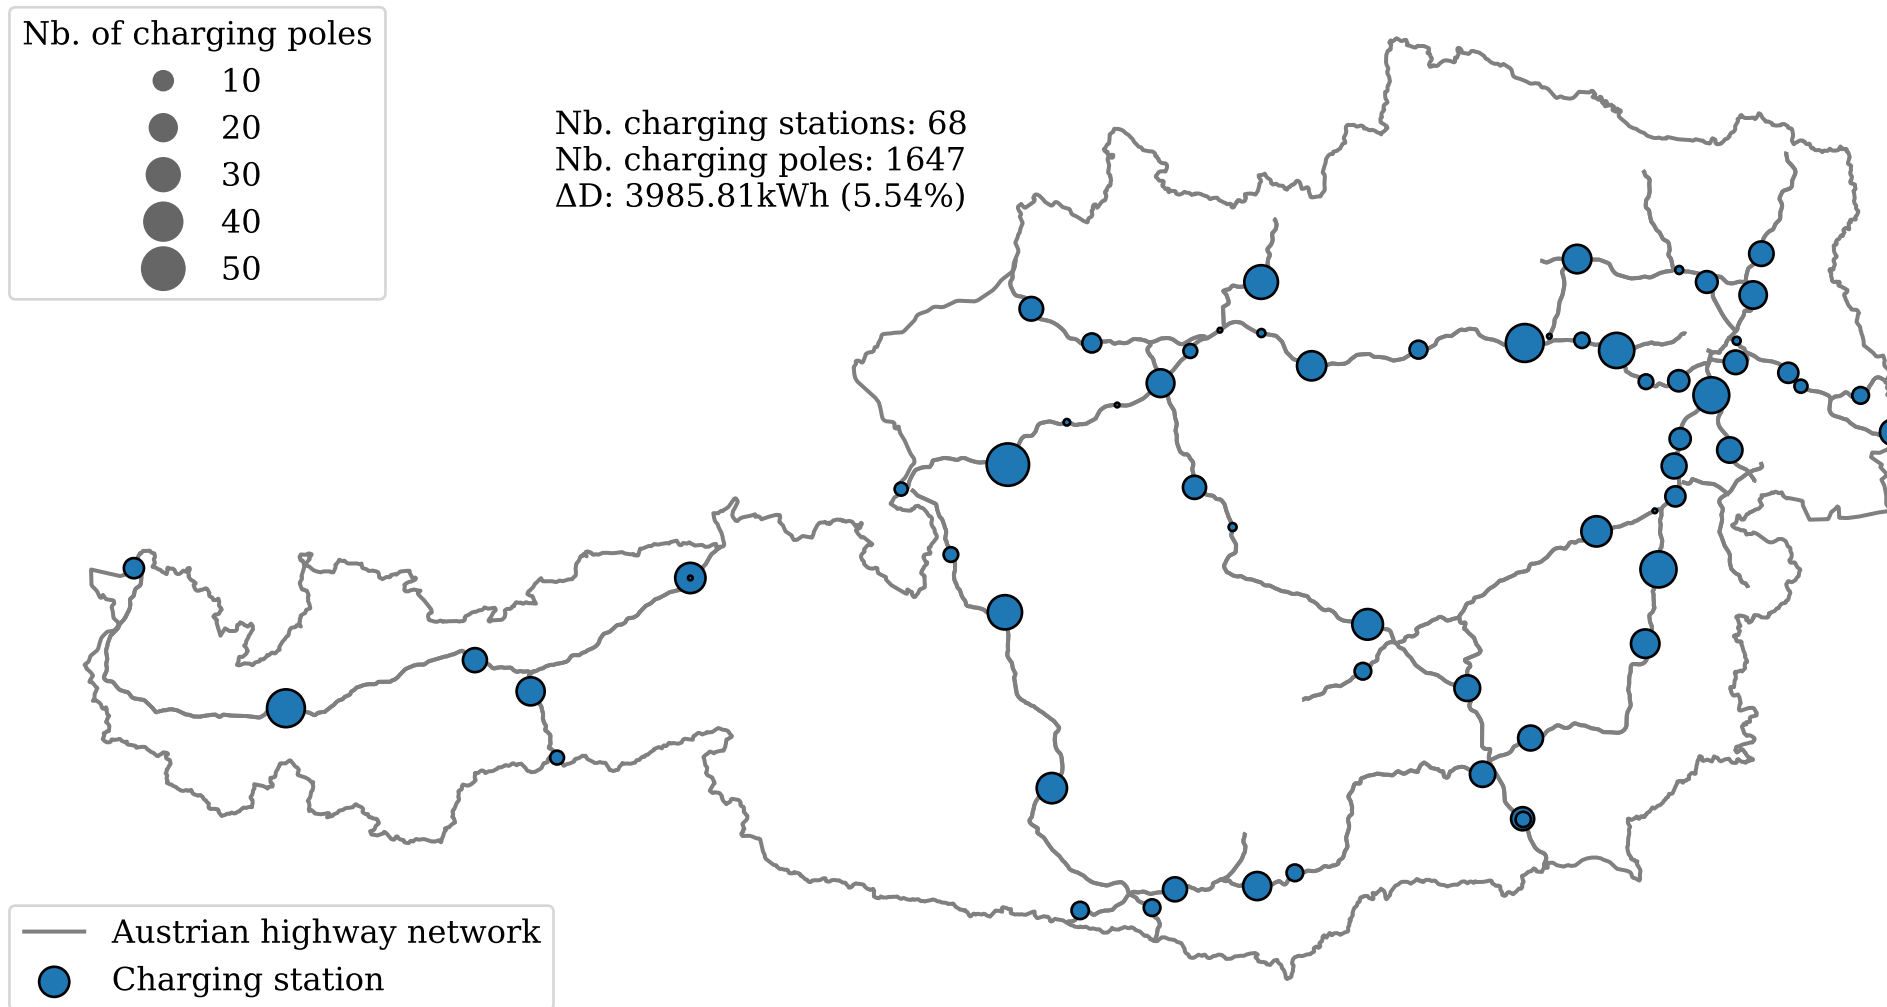 Nb. of charging poles
10
20
30
40
50
Nb. charging stations: 68
Nb. charging poles: 1647
ΔD: 3985.81kWh (5.54%)
Austrian highway network
Charging station